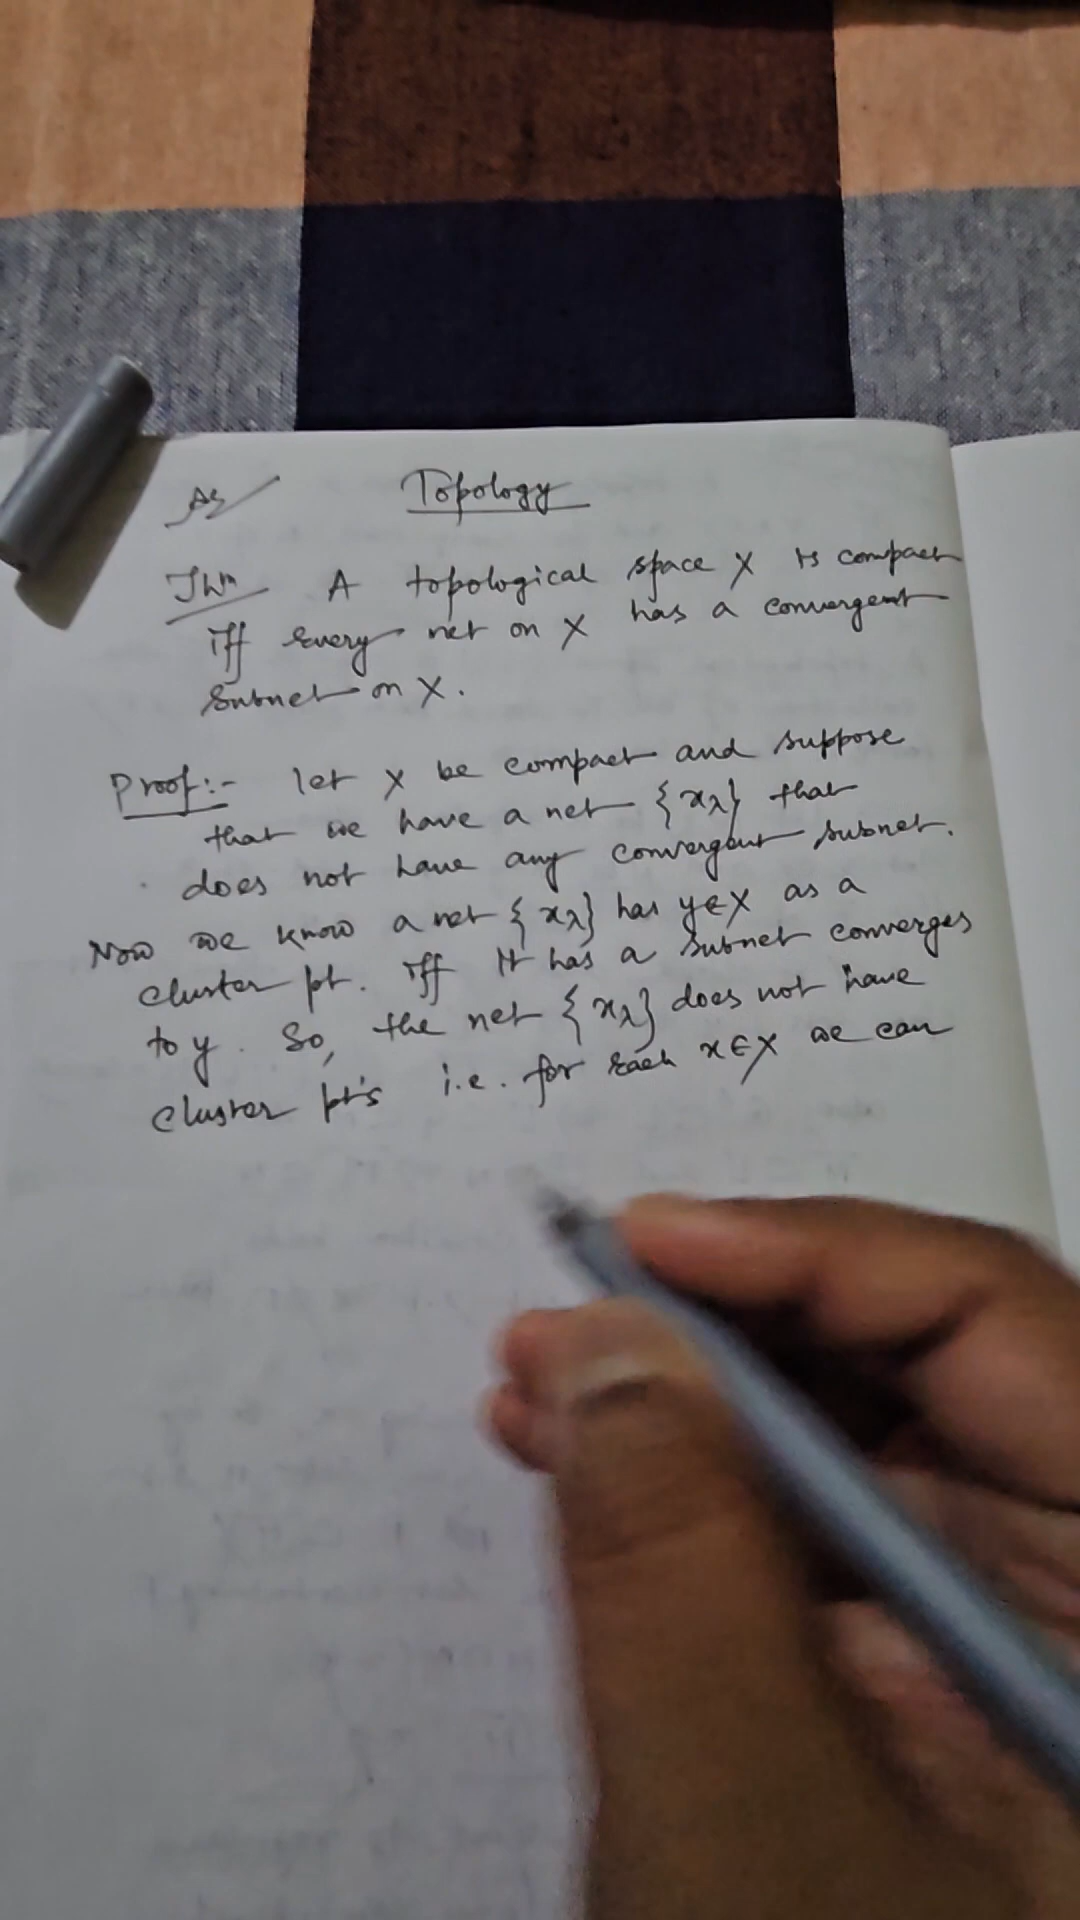 Topology
Thm A topological space X is compact
iff every net on X has a convergent
subnet on X.
Proof:- let X be compact and suppose
that we have a net {xλ} that
does not have any convergent subnet.
Now we know a net {xλ} has y∈X as a
cluster pt. iff it has a subnet converges
to y. So, the net {xλ} does not have
cluster pt's i.e. for each x∈X we can